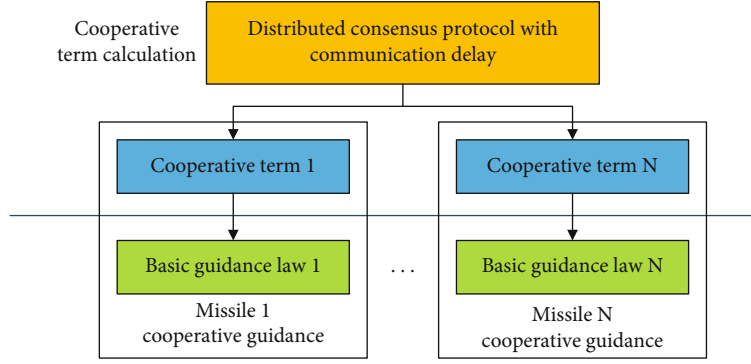 Cooperative
term calculation
Distributed consensus protocol with
communication delay
Cooperative term 1
Cooperative term N
Basic guidance law 1
...
Basic guidance law N
Missile 1
cooperative guidance
Missile N
cooperative guidance